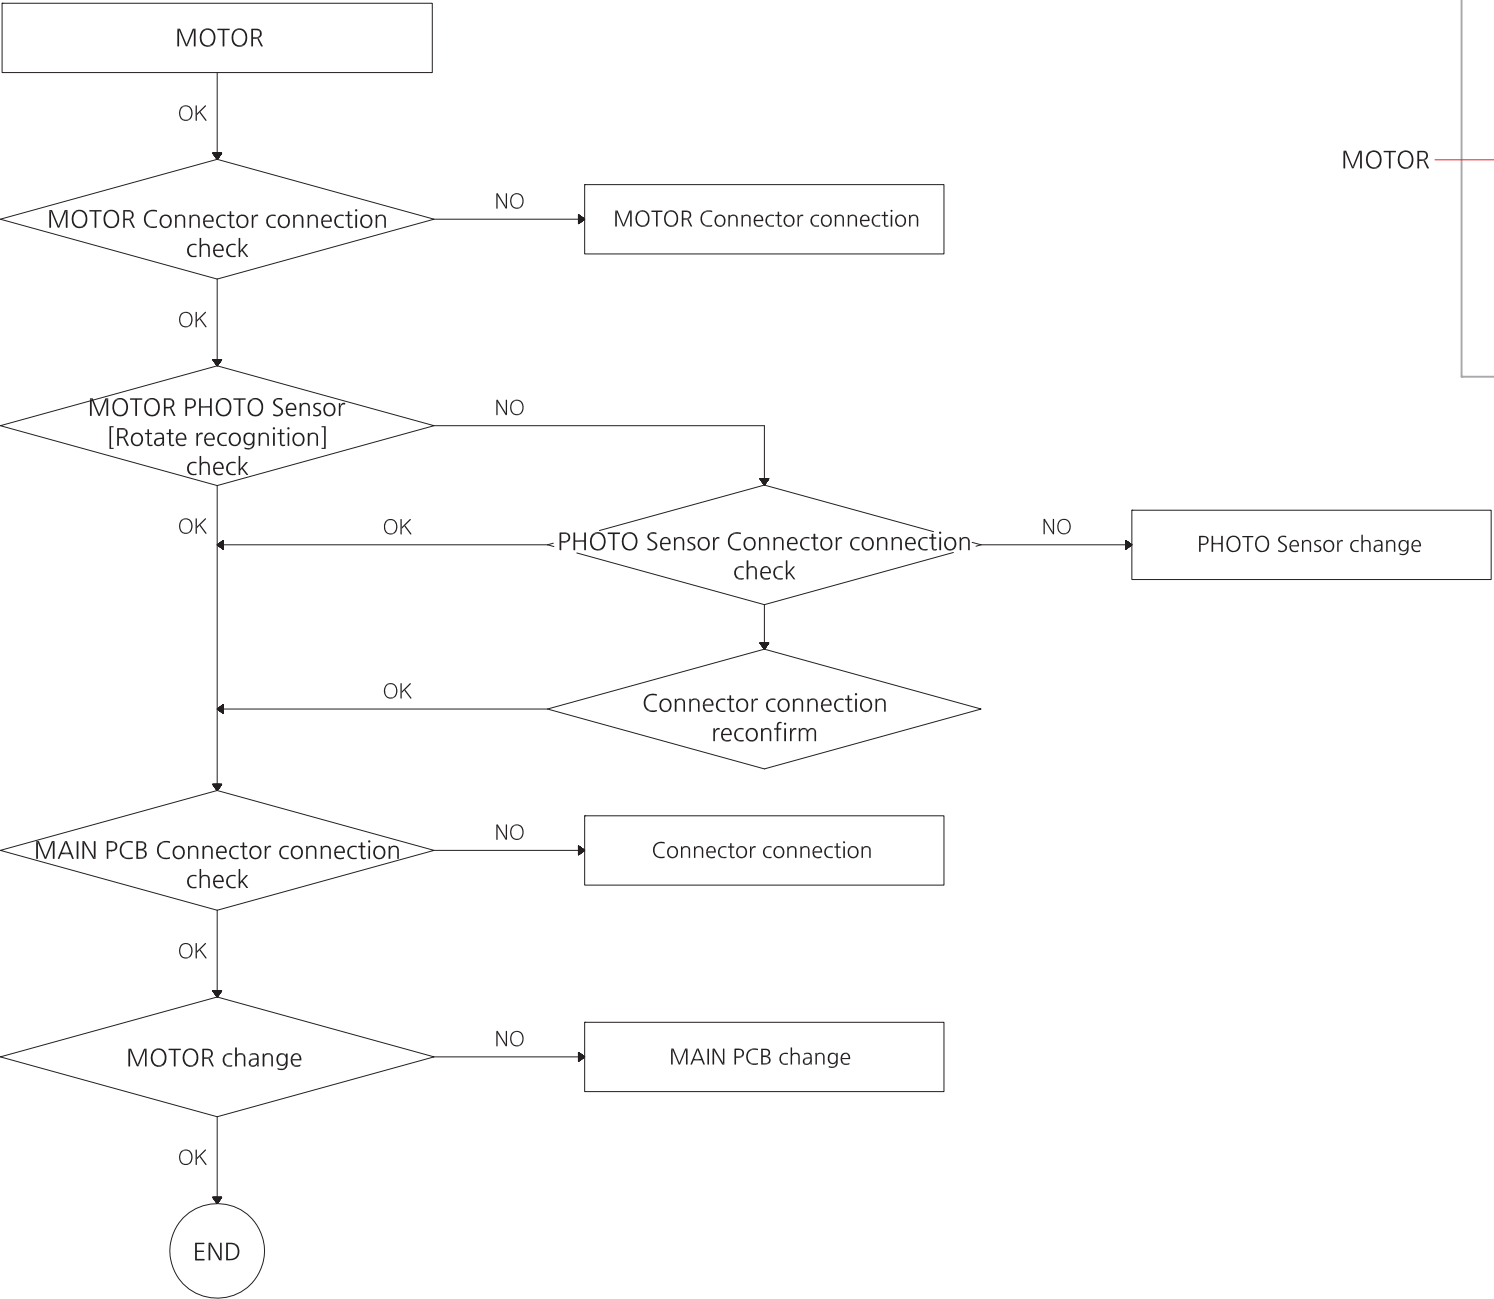 MOTOR
OK
MOTOR
MOTOR Connector connection
check
NO
MOTOR Connector connection
OK
MOTOR PHOTO Sensor
[Rotate recognition]
check
NO
OK
OK
PHOTO Sensor Connector connection
check
NO
PHOTO Sensor change
OK
Connector connection
reconfirm
MAIN PCB Connector connection
check
NO
Connector connection
OK
MOTOR change
NO
MAIN PCB change
OK
END